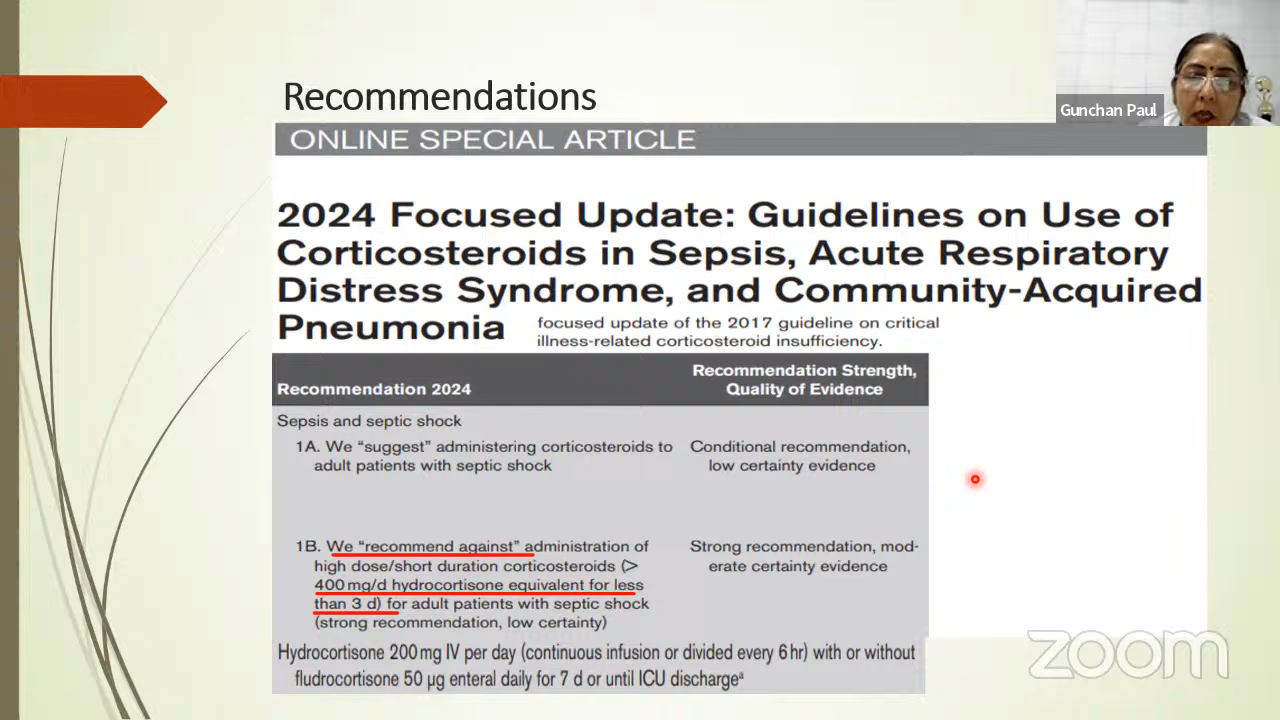 Recommendations
Gunchan Paul
ONLINE SPECIAL ARTICLE
2024 Focused Update: Guidelines on Use of
Corticosteroids in Sepsis, Acute Respiratory
Distress Syndrome, and Community-Acquired
Pneumonia
focused update of the 2017 guideline on critical
illness-related corticosteroid insufficiency.
Recommendation 2024
Recommendation Strength,
Quality of Evidence
Sepsis and septic shock
1A. We “suggest” administering corticosteroids to
adult patients with septic shock
Conditional recommendation,
low certainty evidence
1B. We “recommend against” administration of
high dose/short duration corticosteroids (>
400 mg/d hydrocortisone equivalent for less
than 3 d) for adult patients with septic shock
(strong recommendation, low certainty)
Strong recommendation, mod-
erate certainty evidence
Hydrocortisone 200 mg IV per day (continuous infusion or divided every 6 hr) with or without
fludrocortisone 50 μg enteral daily for 7 d or until ICU dischargeᵃ
zoom